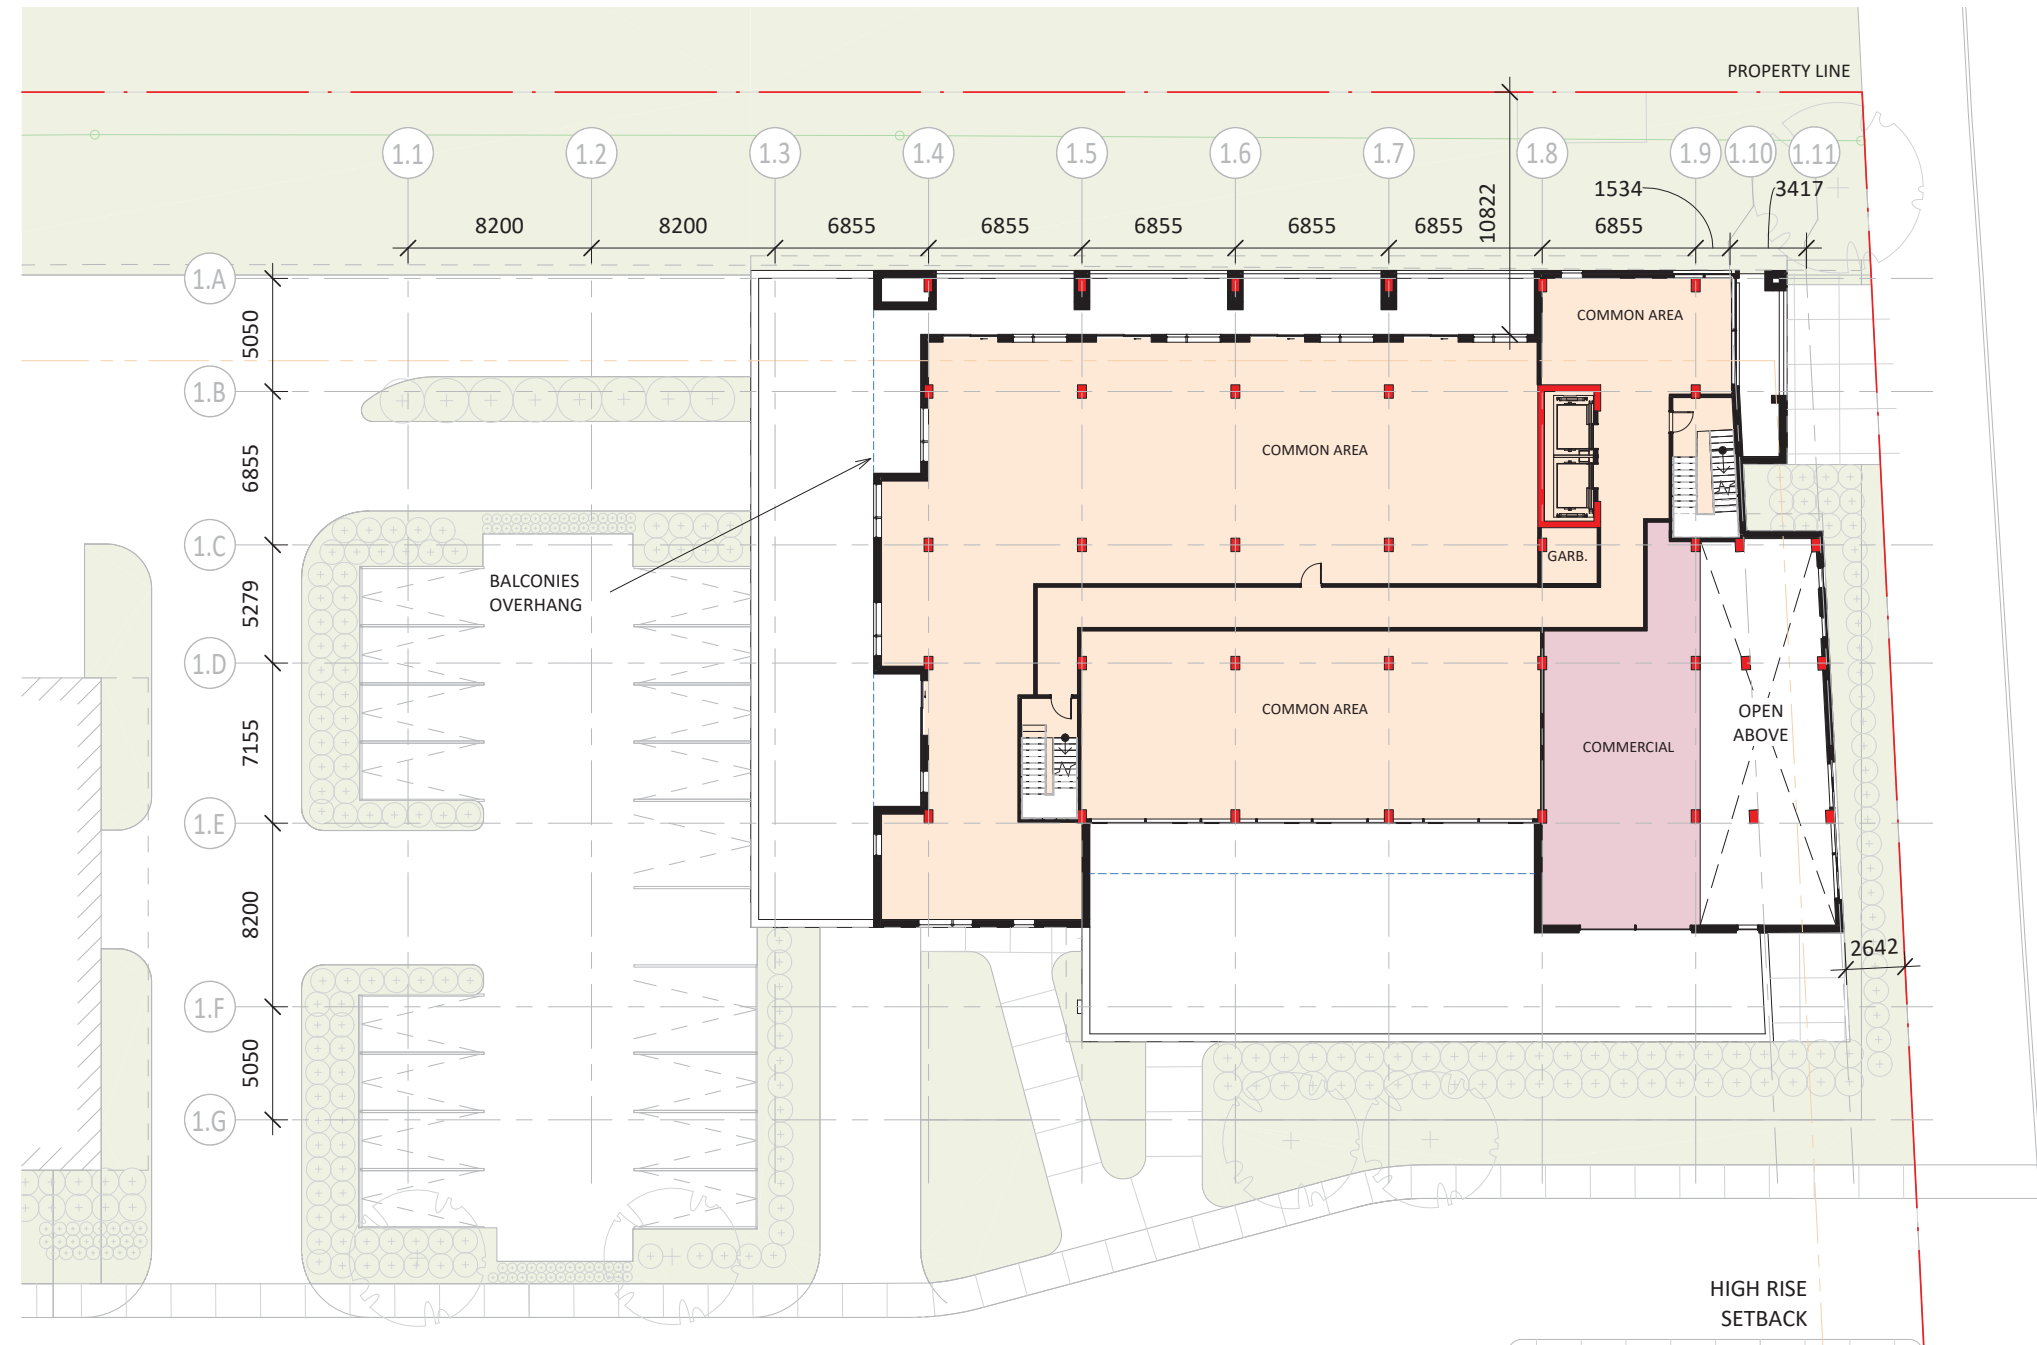 PROPERTY LINE
1.1
1.2
1.3
1.4
1.5
1.6
1.7
1.8
1.9
1.10
1.11
1534
3417
10822
8200
8200
6855
6855
6855
6855
6855
6855
1.A
5050
COMMON AREA
1.B
6855
COMMON AREA
1.C
GARB.
5279
BALCONIES
OVERHANG
1.D
7155
COMMON AREA
COMMERCIAL
OPEN
ABOVE
1.E
8200
2642
1.F
5050
1.G
HIGH RISE
SETBACK